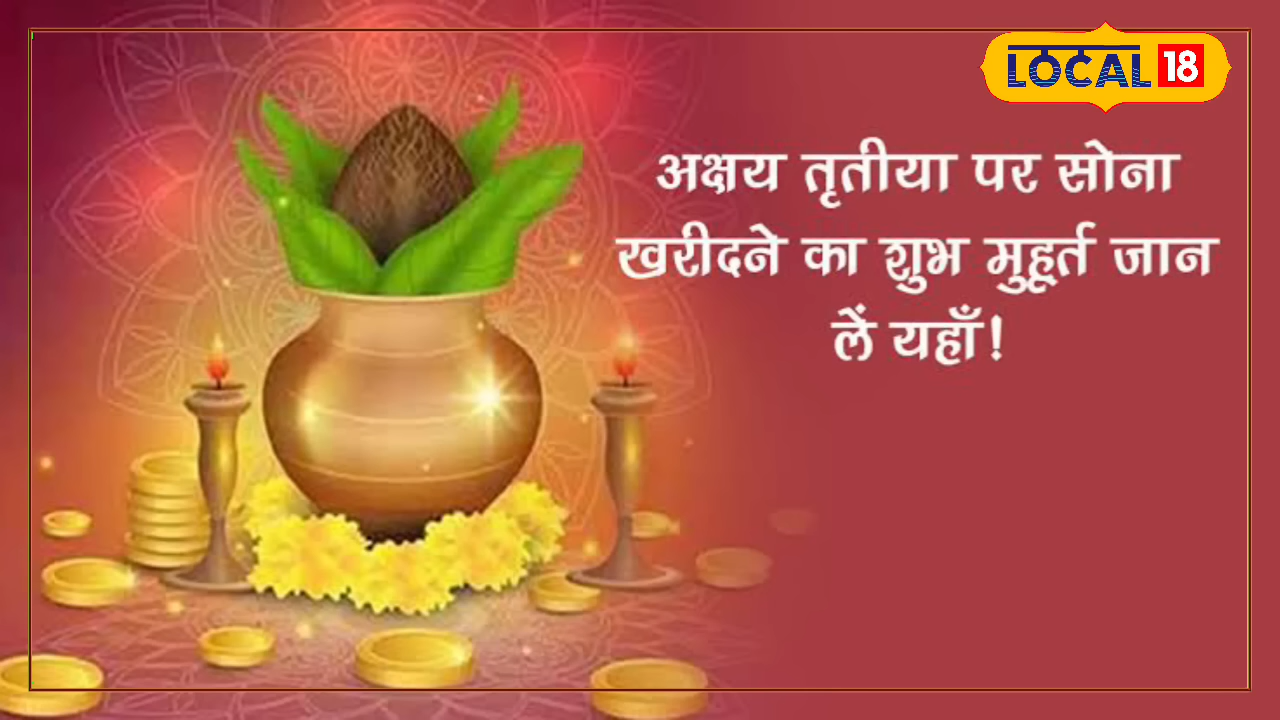 LOCAL 18
अक्षय तृतीया पर सोना
खरीदने का शुभ मुहूर्त जान
लें यहाँ!